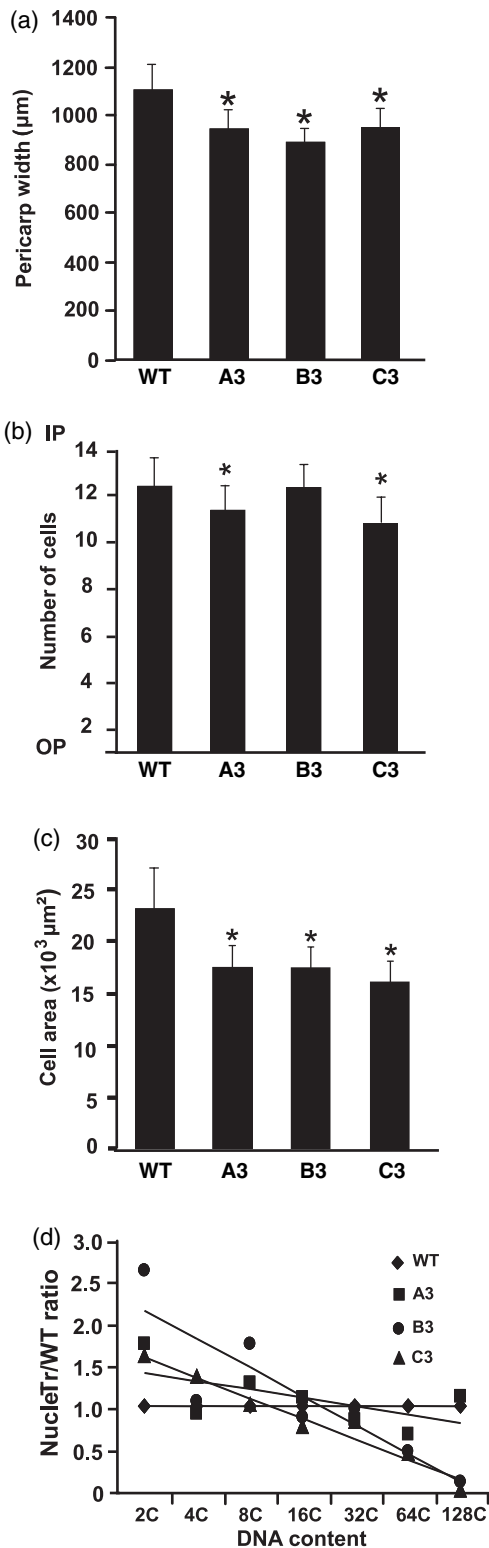 (a)
Pericarp width (µm)
1400
1200
1000
800
600
400
200
0
* * *
WT A3 B3 C3
(b) IP
Number of cells
14
12
10
8
6
4
2
OP
* *
WT A3 B3 C3
(c)
Cell area (x10³ µm²)
30
25
20
15
10
5
0
* * *
WT A3 B3 C3
(d)
NucleTr/WT ratio
3.0
2.5
2.0
1.5
1.0
0.5
0
WT
A3
B3
C3
2C 4C 8C 16C 32C 64C 128C
DNA content